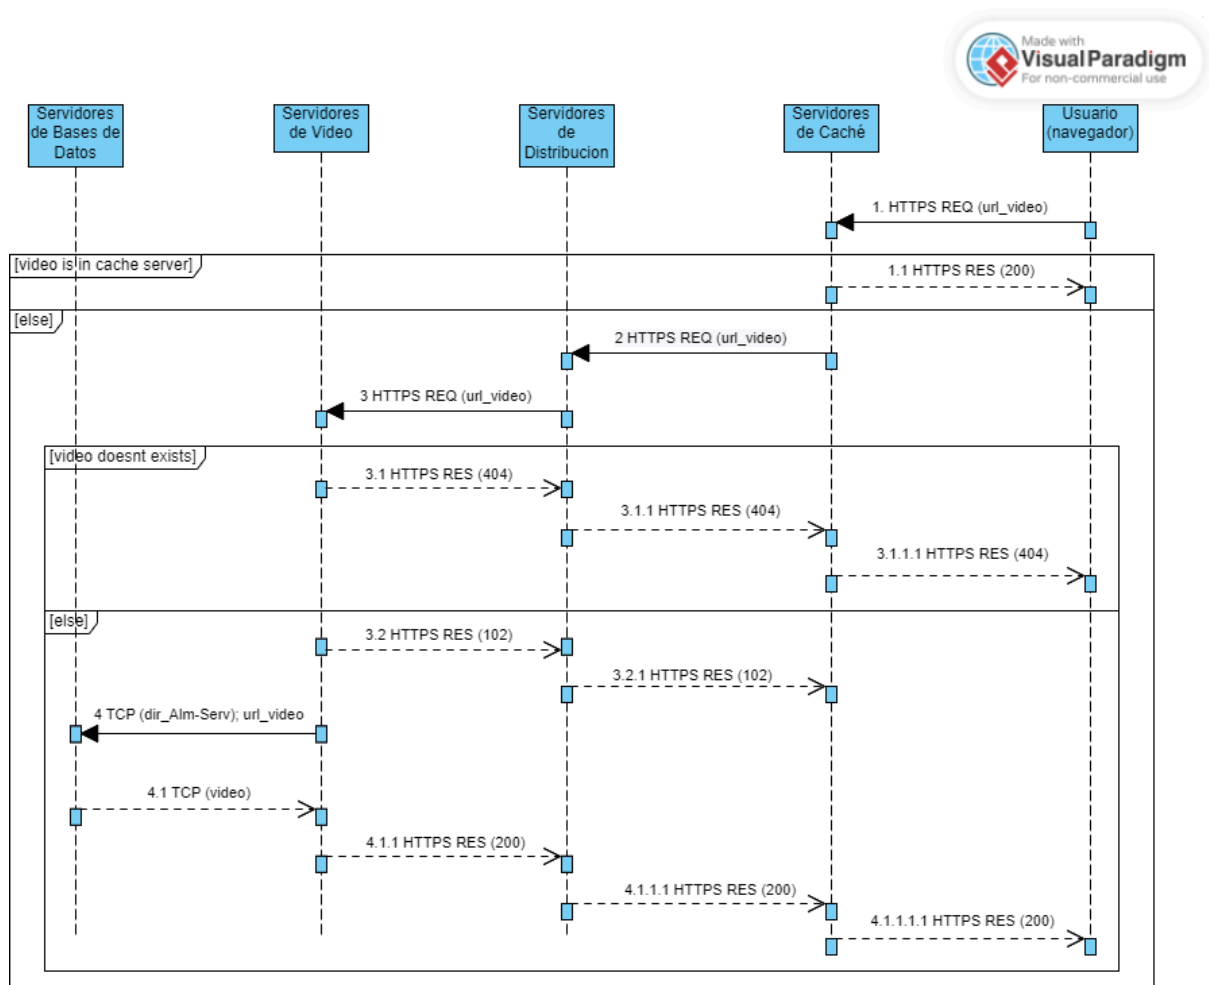 Made with
Visual Paradigm
For non-commercial use
Servidores
de Bases de
Datos
Servidores
de Video
Servidores
de
Distribucion
Servidores
de Caché
Usuario
(navegador)
1. HTTPS REQ (url_video)
[video is in cache server]
1.1 HTTPS RES (200)
[else]
2 HTTPS REQ (url_video)
3 HTTPS REQ (url_video)
[video doesnt exists]
3.1 HTTPS RES (404)
3.1.1 HTTPS RES (404)
3.1.1.1 HTTPS RES (404)
[else]
3.2 HTTPS RES (102)
3.2.1 HTTPS RES (102)
4 TCP (dir_Alm-Serv); url_video
4.1 TCP (video)
4.1.1 HTTPS RES (200)
4.1.1.1 HTTPS RES (200)
4.1.1.1.1 HTTPS RES (200)